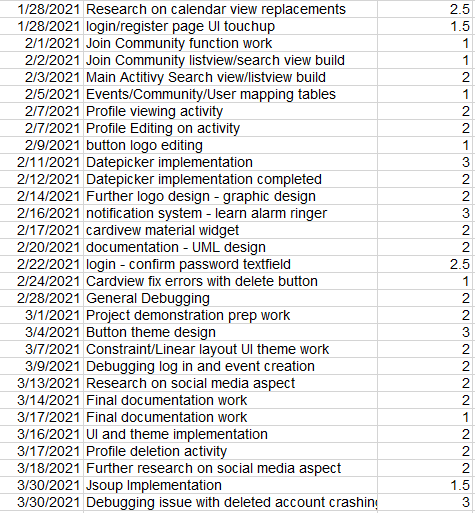 1/28/2021 Research on calendar view replacements 2.5
1/28/2021 login/register page UI touchup 1.5
2/1/2021 Join Community function work 1
2/2/2021 Join Community listview/search view build 1
2/3/2021 Main Actitivy Search view/listview build 2
2/5/2021 Events/Community/User mapping tables 1
2/7/2021 Profile viewing activity 2
2/7/2021 Profile Editing on activity 2
2/9/2021 button logo editing 1
2/11/2021 Datepicker implementation 3
2/12/2021 Datepicker implementation completed 2
2/14/2021 Further logo design - graphic design 2
2/16/2021 notification system - learn alarm ringer 3
2/17/2021 cardivew material widget 2
2/20/2021 documentation - UML design 2
2/22/2021 login - confirm password textfield 2.5
2/24/2021 Cardview fix errors with delete button 1
2/28/2021 General Debugging 2
3/1/2021 Project demonstration prep work 2
3/4/2021 Button theme design 3
3/7/2021 Constraint/Linear layout UI theme work 2
3/9/2021 Debugging log in and event creation 2
3/13/2021 Research on social media aspect 2
3/14/2021 Final documentation work 2
3/17/2021 Final documentation work 1
3/16/2021 UI and theme implementation 2
3/17/2021 Profile deletion activity 2
3/18/2021 Further research on social media aspect 2
3/30/2021 Jsoup Implementation 1.5
3/30/2021 Debugging issue with deleted account crashing 3